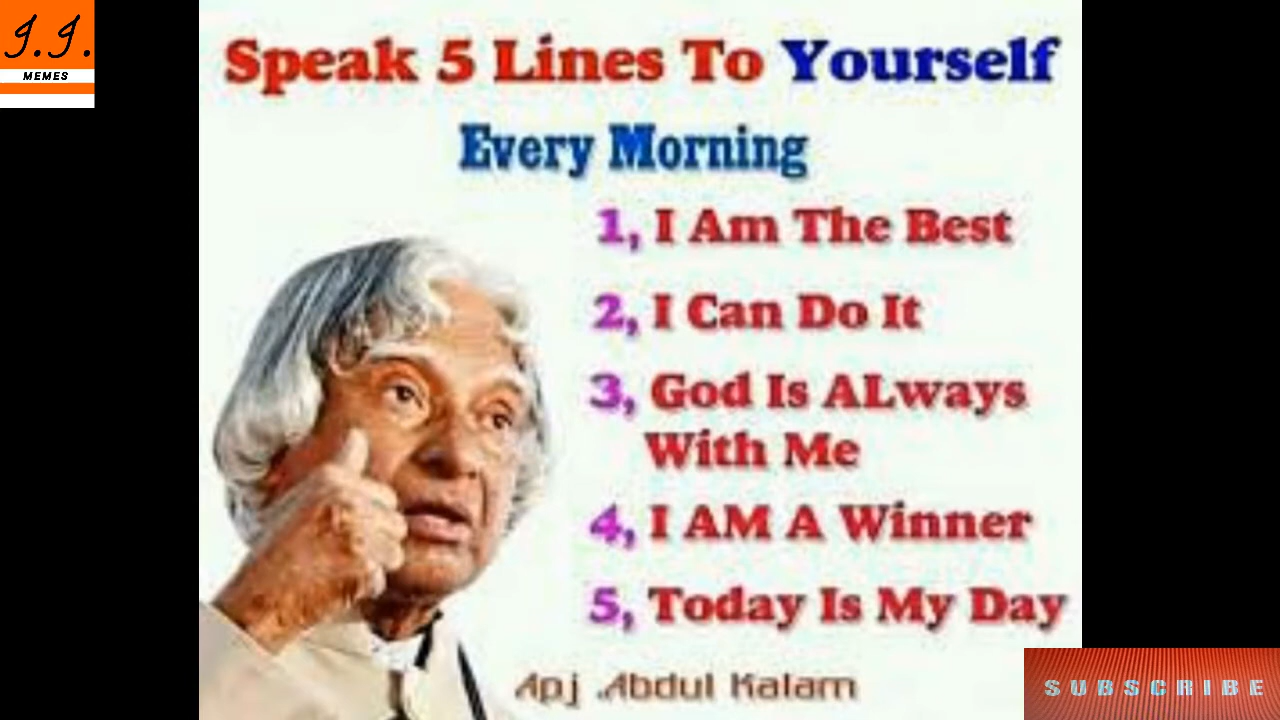 J.J.
MEMES
Speak 5 Lines To Yourself
Every Morning
1, I Am The Best
2, I Can Do It
3, God Is ALways
With Me
4, I AM A Winner
5, Today Is My Day
Apj .Abdul Kalam
SUBSCRIBE